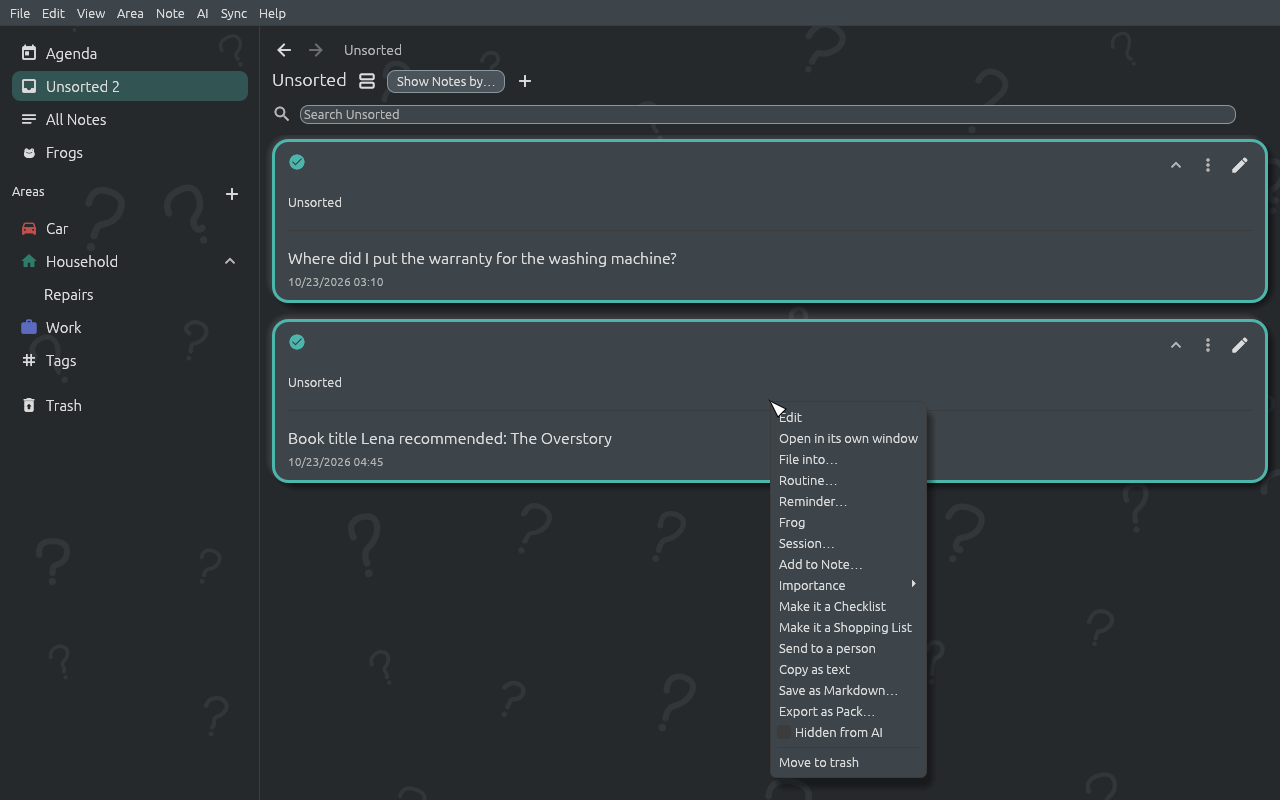 File Edit View Area Note AI Sync Help
Agenda
Unsorted 2
All Notes
Frogs
Areas
Car
Household
Repairs
Work
Tags
Trash
Unsorted
Unsorted Show Notes by…
Search Unsorted
Unsorted
Where did I put the warranty for the washing machine?
10/23/2026 03:10
Unsorted
Book title Lena recommended: The Overstory
10/23/2026 04:45
Edit
Open in its own window
File into…
Routine…
Reminder…
Frog
Session…
Add to Note…
Importance
Make it a Checklist
Make it a Shopping List
Send to a person
Copy as text
Save as Markdown…
Export as Pack…
Hidden from AI
Move to trash